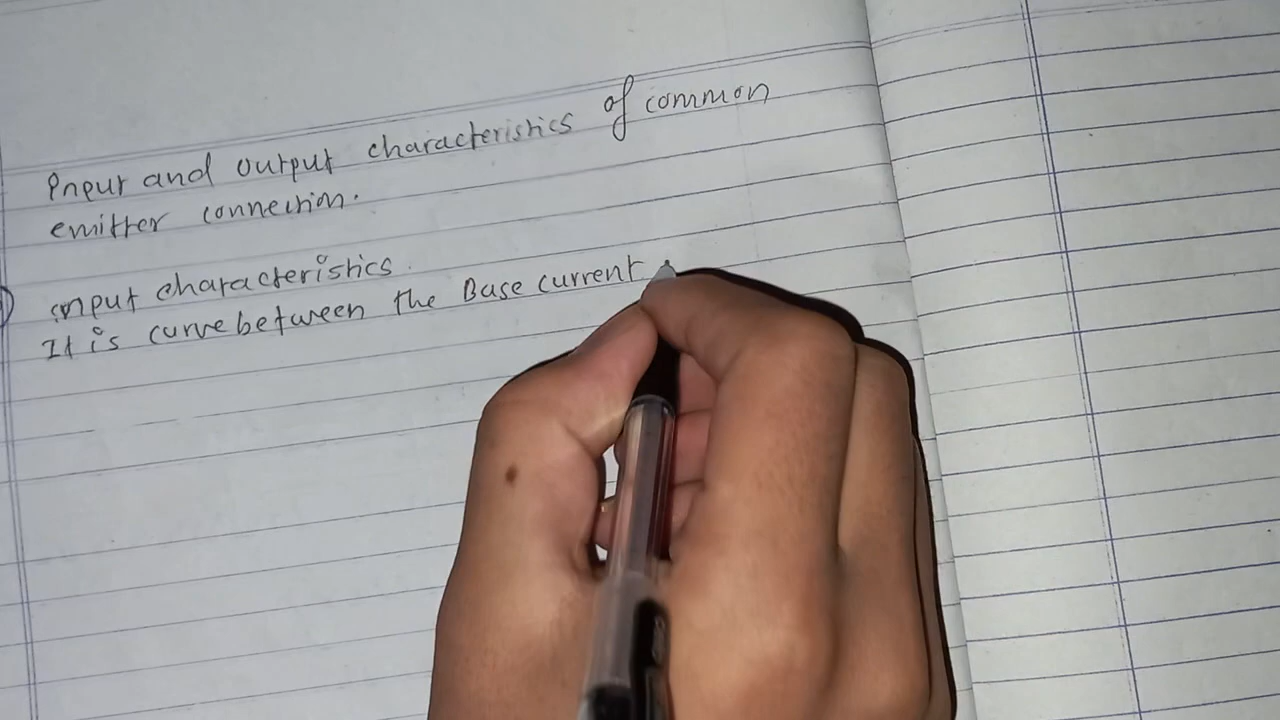 Input and output characteristics of common
emitter connection.
input characteristics.
It is curve between the Base current